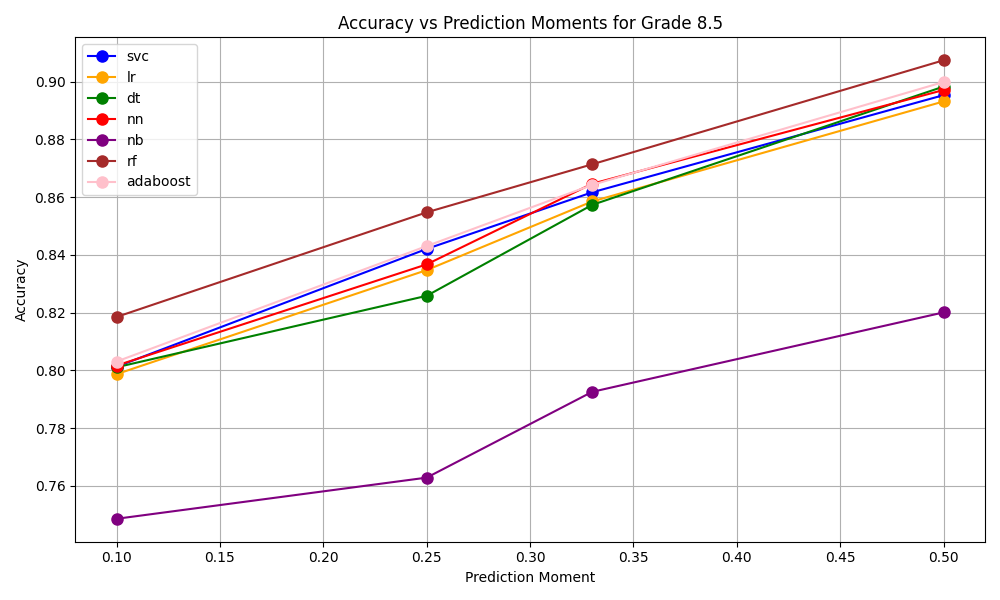 Accuracy vs Prediction Moments for Grade 8.5
svc
lr
dt
nn
nb
rf
adaboost
Accuracy
0.90
0.88
0.86
0.84
0.82
0.80
0.78
0.76
0.10 0.15 0.20 0.25 0.30 0.35 0.40 0.45 0.50
Prediction Moment